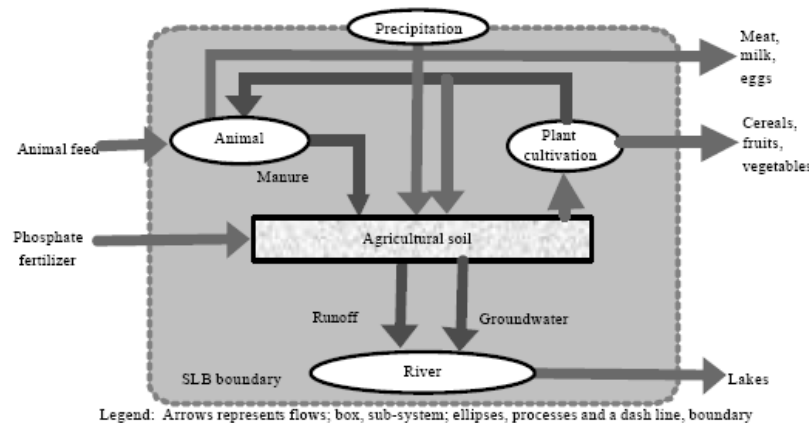 Precipitation
Meat,
milk,
eggs
Animal feed
Animal
Manure
Plant
cultivation
Cereals,
fruits,
vegetables
Phosphate
fertilizer
Agricultural soil
Runoff
Groundwater
SLB boundary
River
Lakes
Legend: Arrows represents flows; box, sub-system; ellipses, processes and a dash line, boundary